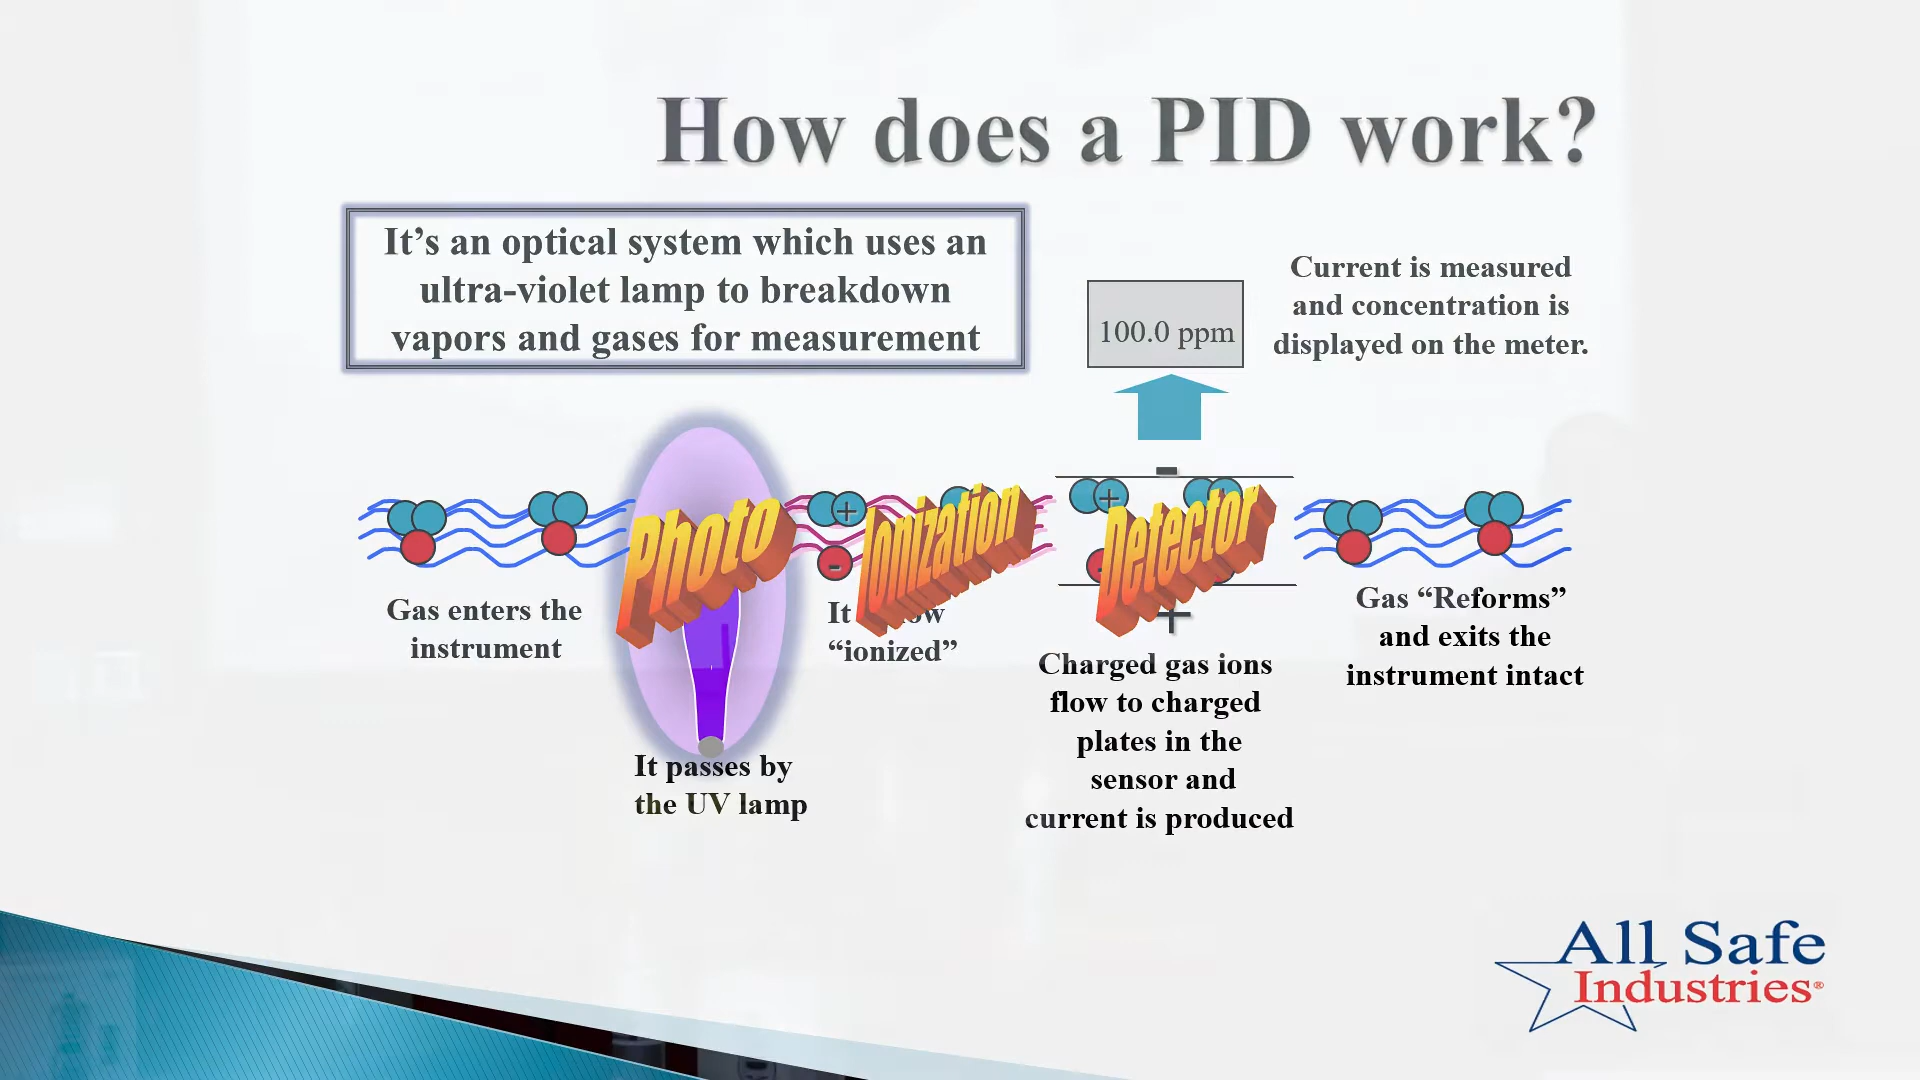 How does a PID work?
It’s an optical system which uses an
ultra-violet lamp to breakdown
vapors and gases for measurement
Current is measured
and concentration is
displayed on the meter.
100.0 ppm
-
Photo
Ionization
Detector
+
-
+
Gas enters the
instrument
It passes by
the UV lamp
It
“ionized”
Charged gas ions
flow to charged
plates in the
sensor and
current is produced
Gas “Reforms”
and exits the
instrument intact
All Safe
Industries®